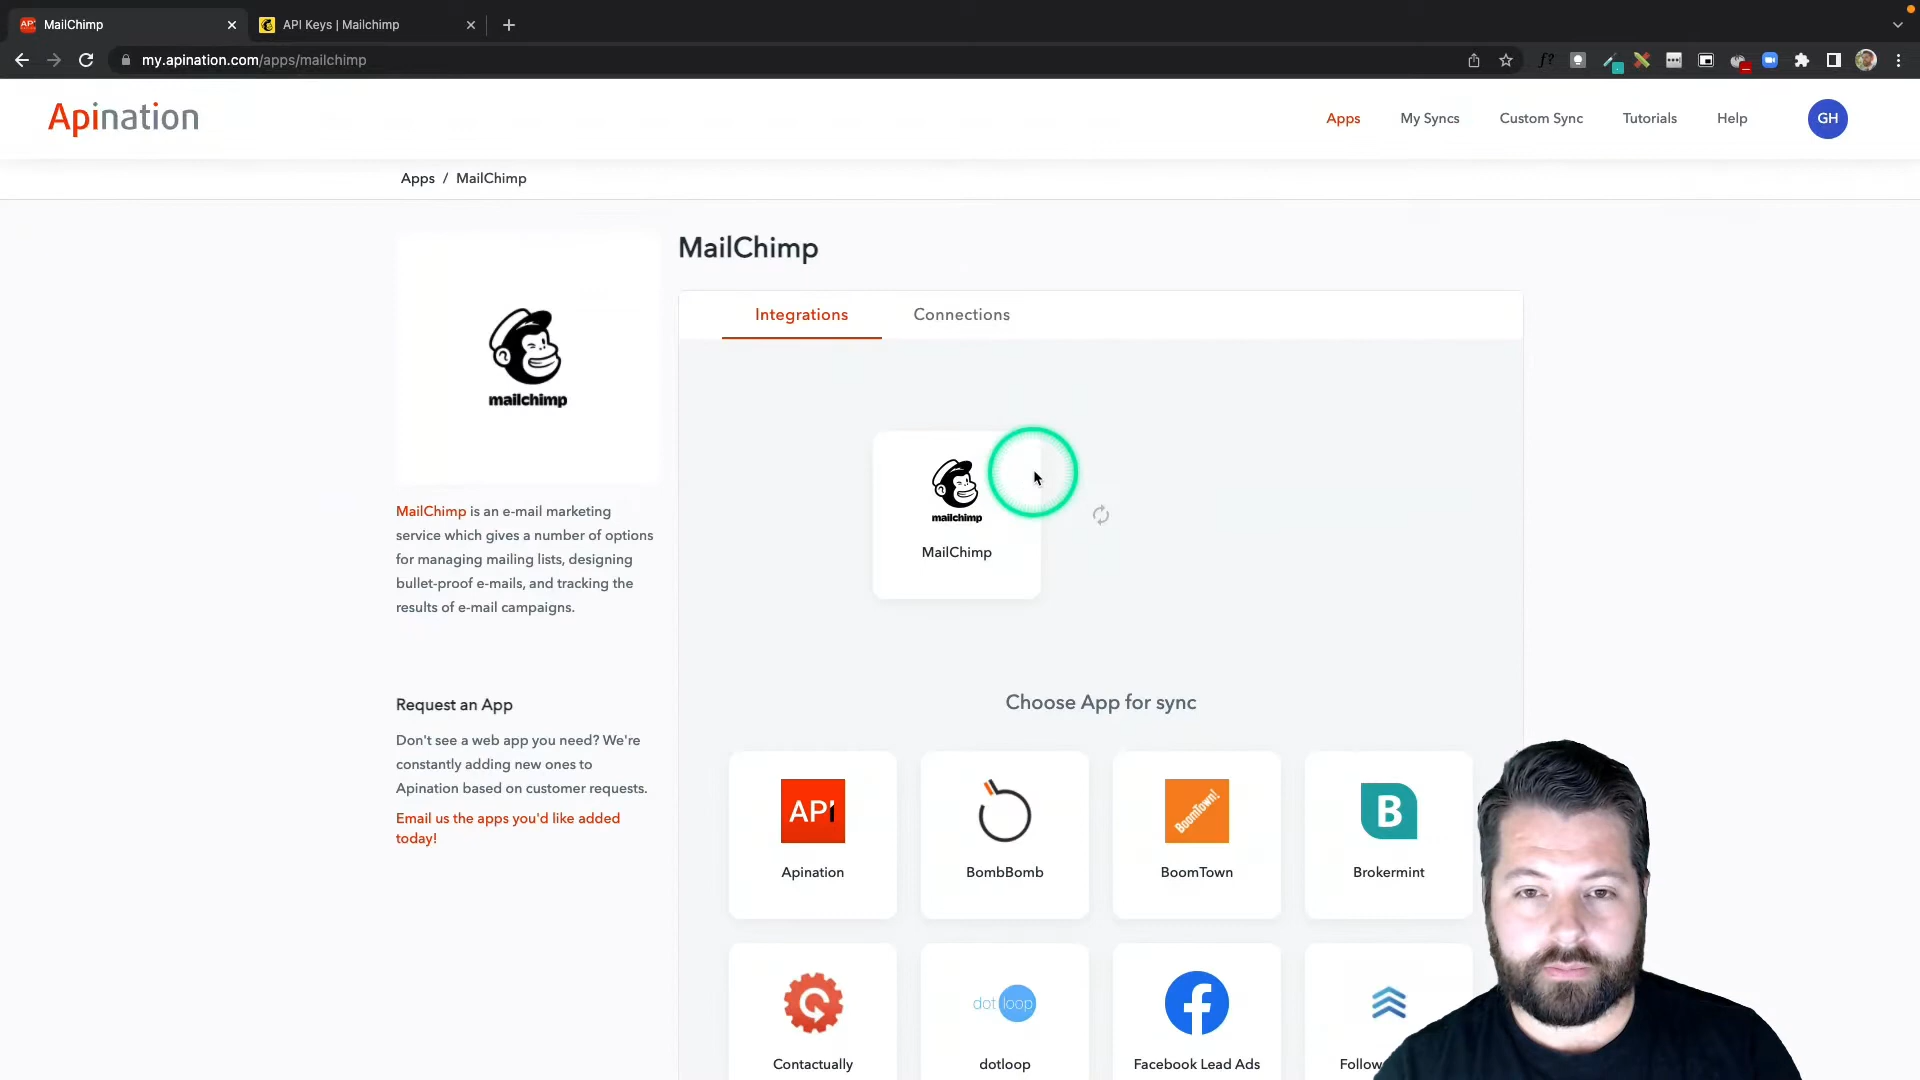 MailChimp
API Keys | Mailchimp
my.apination.com/apps/mailchimp
Apination
Apps
My Syncs
Custom Sync
Tutorials
Help
GH
Apps / MailChimp
mailchimp
MailChimp is an e-mail marketing
service which gives a number of options
for managing mailing lists, designing
bullet-proof e-mails, and tracking the
results of e-mail campaigns.
Request an App
Don't see a web app you need? We're
constantly adding new ones to
Apination based on customer requests.
Email us the apps you'd like added
today!
MailChimp
Integrations
Connections
mailchimp
MailChimp
Choose App for sync
API
Apination
BombBomb
BoomTown!
BoomTown
B
Brokermint
Contactually
dotloop
dotloop
Facebook Lead Ads
Follow